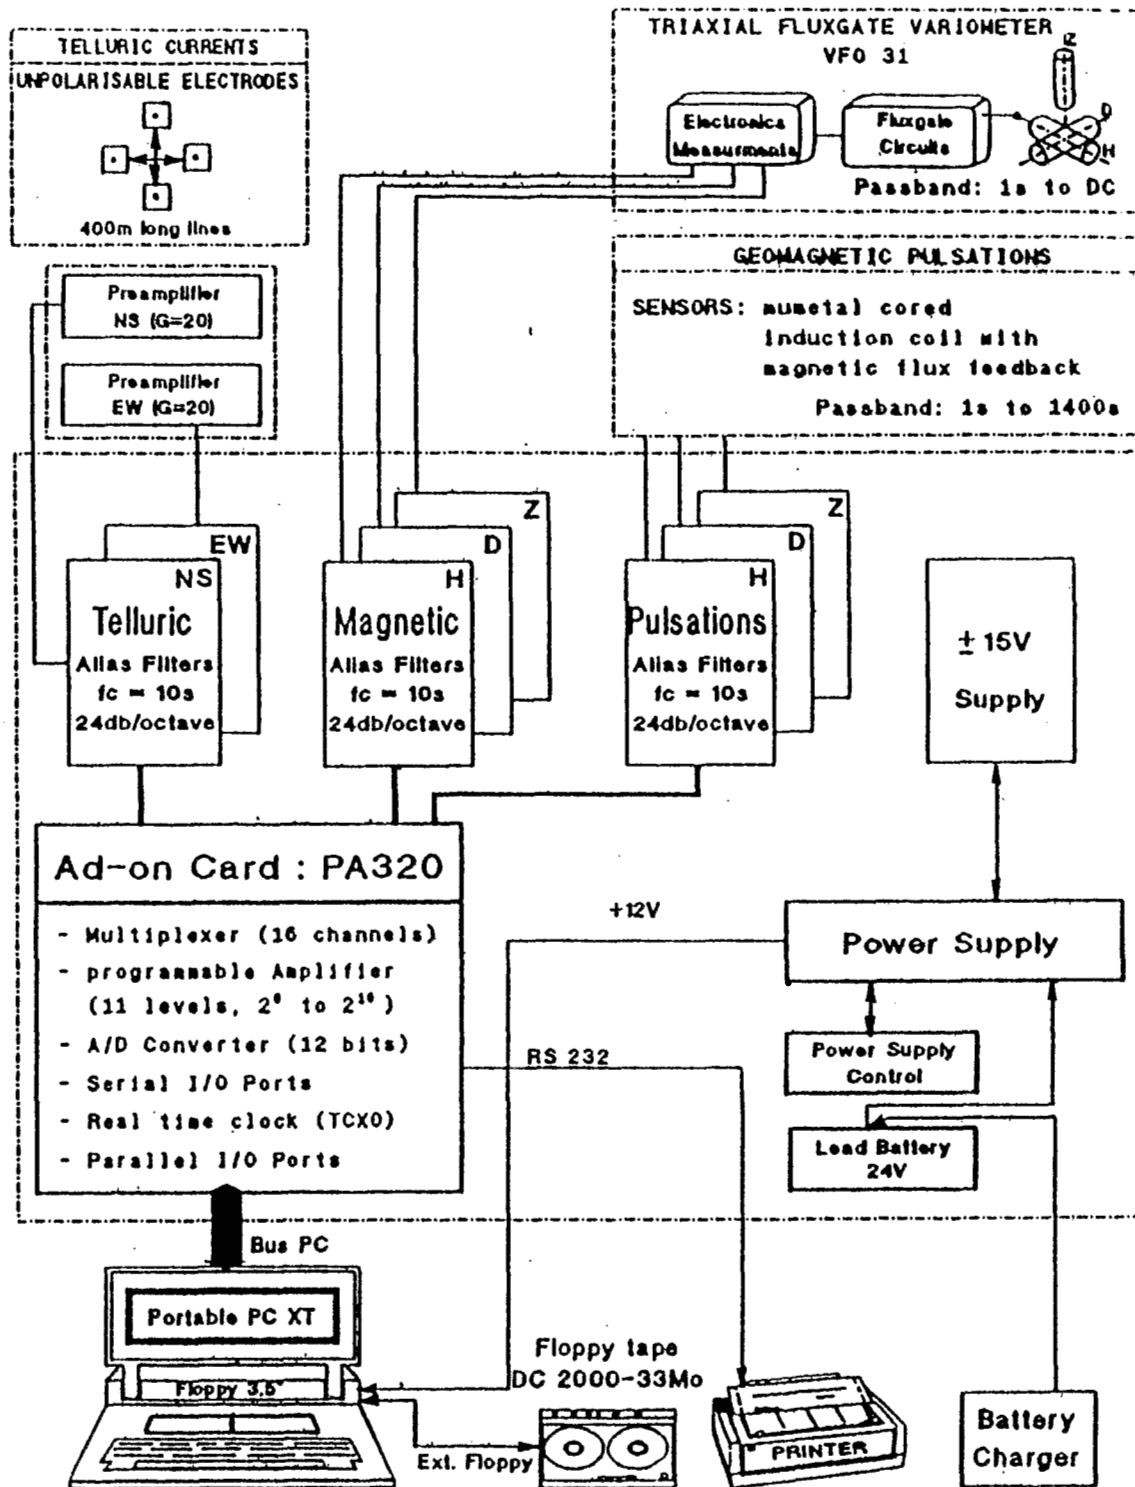 TELLURIC CURRENTS
UNPOLARISABLE ELECTRODES
400m long lines
TRIAXIAL FLUXGATE VARIOMETER
VFO 31
Z
D
H
Electronics
Measurments
Fluxgate
Circuits
Passband: 1s to DC
GEOMAGNETIC PULSATIONS
SENSORS: mumetal cored
induction coil with
magnetic flux feedback
Passband: 1s to 1400s
Preamplifier
NS (G=20)
Preamplifier
EW (G=20)
EW
NS
Telluric
Alias Filters
fc = 10s
24db/octave
Z
D
H
Magnetic
Alias Filters
fc = 10s
24db/octave
Z
D
H
Pulsations
Alias Filters
fc = 10s
24db/octave
± 15V
Supply
Ad-on Card : PA320
- Multiplexer (16 channels)
- programmable Amplifier
(11 levels, 2⁰ to 2¹⁰)
- A/D Converter (12 bits)
- Serial I/O Ports
- Real time clock (TCXO)
- Parallel I/O Ports
+12V
Power Supply
RS 232
Power Supply
Control
Lead Battery
24V
Bus PC
Portable PC XT
Floppy 3,5"
Floppy tape
DC 2000-33Mo
Ext. Floppy
PRINTER
Battery
Charger